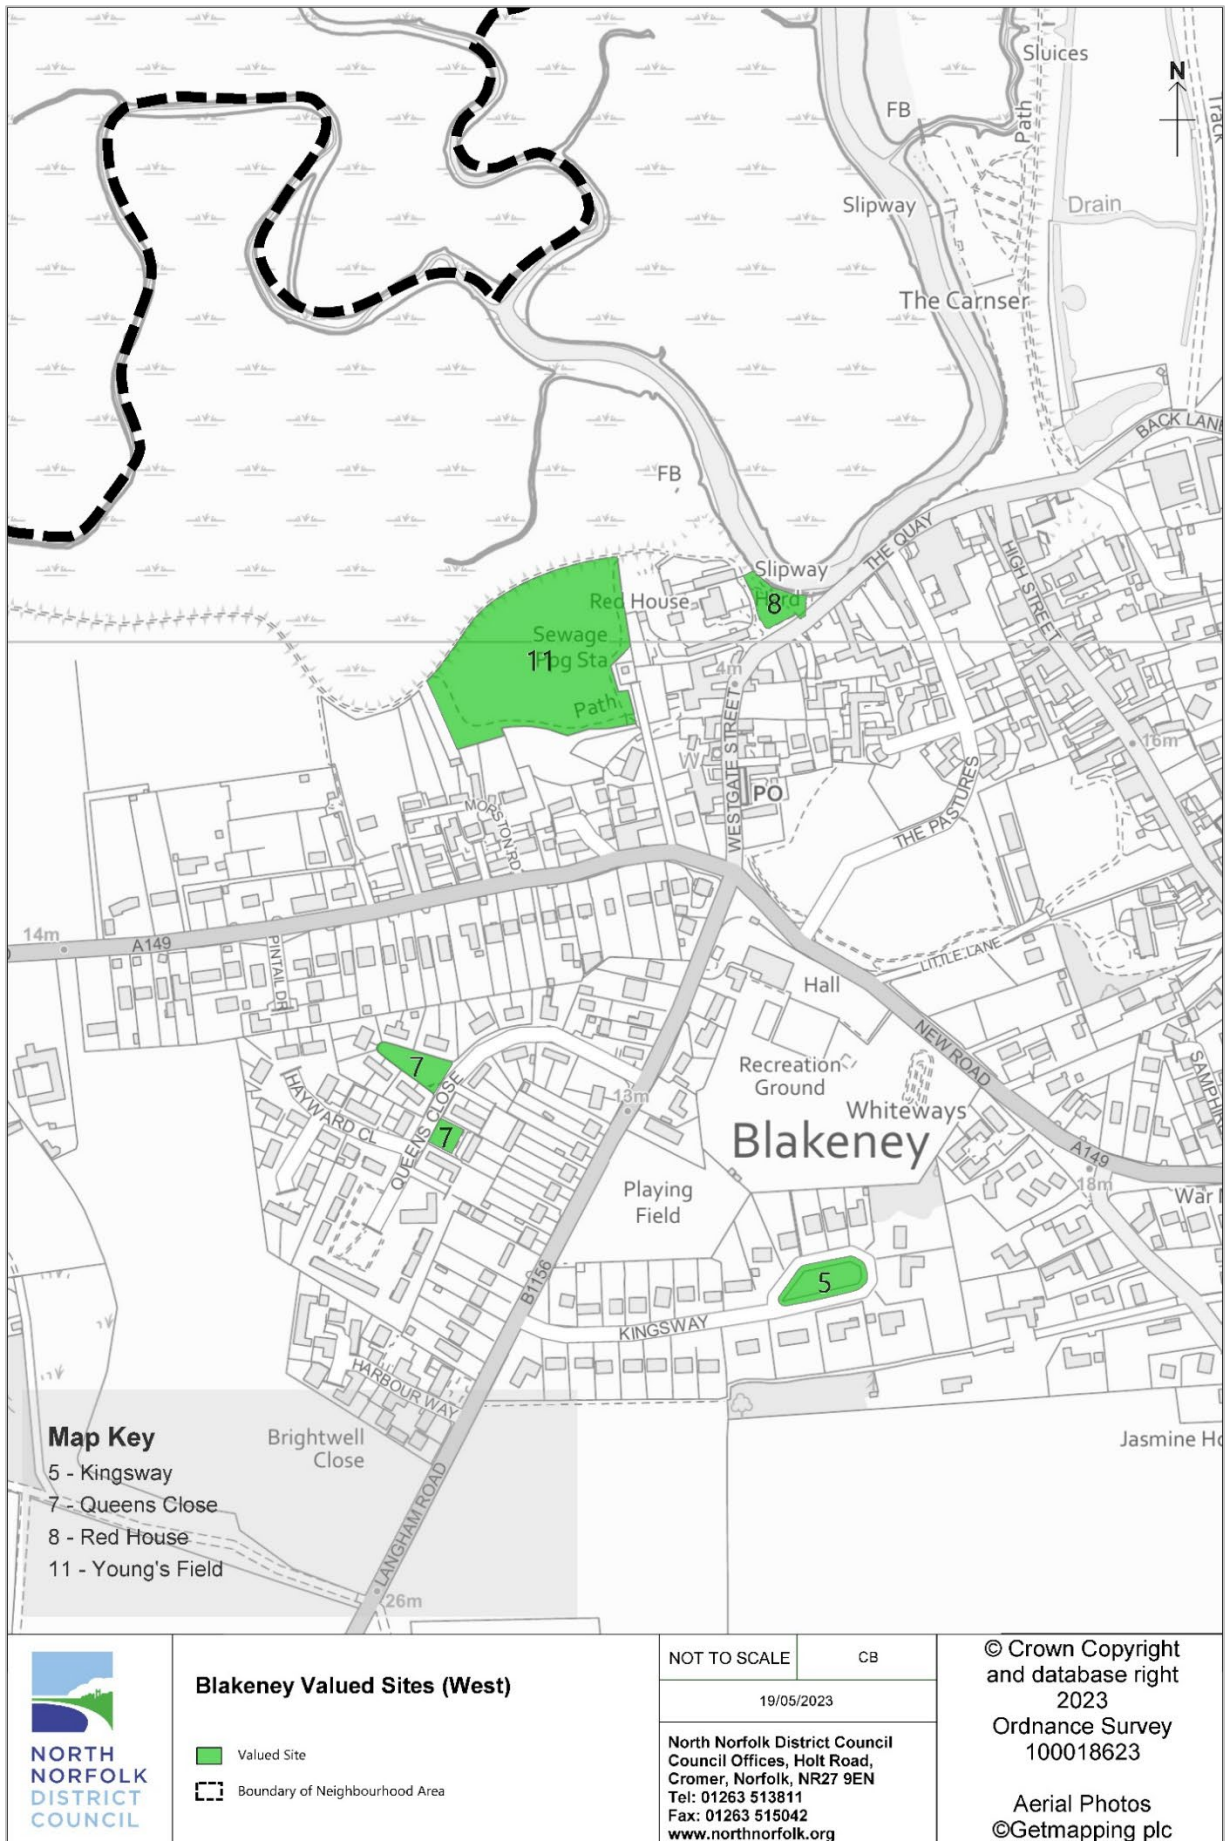 Sluices
N
FB
Path
Track
Slipway
Drain
The Carnser
BACK LANE
FB
THE QUAY
Slipway
HIGH STREET
Red House
Hard
8
Sewage
Ppg Sta
11
4m
Path
WESTGATE STREET
16m
W
PO
THE PASTURES
MORSTON RD
14m
A149
PINTAIL DR
LITTLE LANE
Hall
NEW ROAD
7
Recreation
Ground
SAMPHI
HAYWARD CL
QUEENS CLOSE
13m
Whiteways
7
Blakeney
A149
18m
Playing
Field
War
B1156
5
KINGSWAY
HARBOUR WAY
Map Key
Brightwell
Close
Jasmine Ho
5 - Kingsway
7 - Queens Close
8 - Red House
11 - Young's Field
LANGHAM ROAD
26m
NORTH
NORFOLK
DISTRICT
COUNCIL
Blakeney Valued Sites (West)
Valued Site
Boundary of Neighbourhood Area
NOT TO SCALE
CB
19/05/2023
North Norfolk District Council
Council Offices, Holt Road,
Cromer, Norfolk, NR27 9EN
Tel: 01263 513811
Fax: 01263 515042
www.northnorfolk.org
© Crown Copyright
and database right
2023
Ordnance Survey
100018623
Aerial Photos
©Getmapping plc